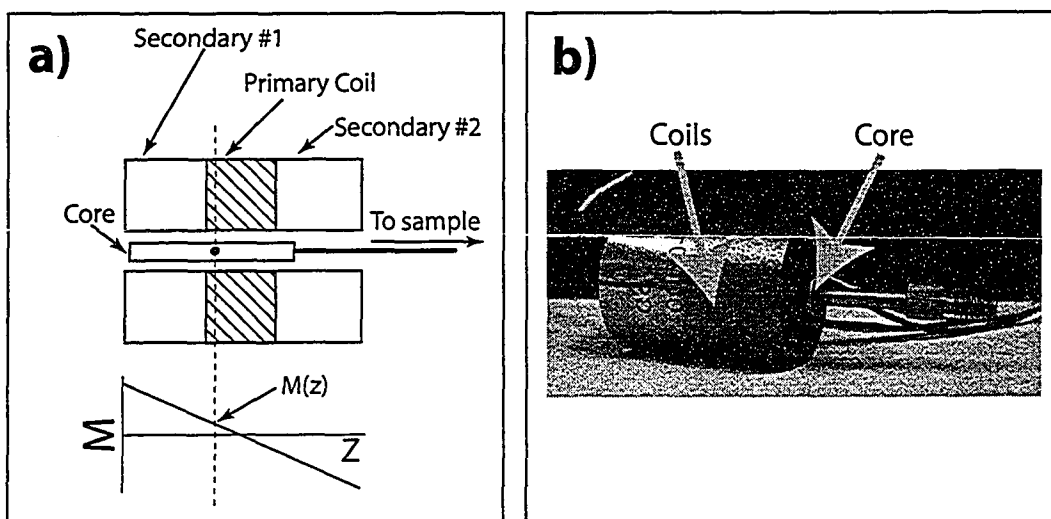 a)
Secondary #1
Primary Coil
Secondary #2
Core
To sample
M(z)
M
Z
b)
Coils
Core